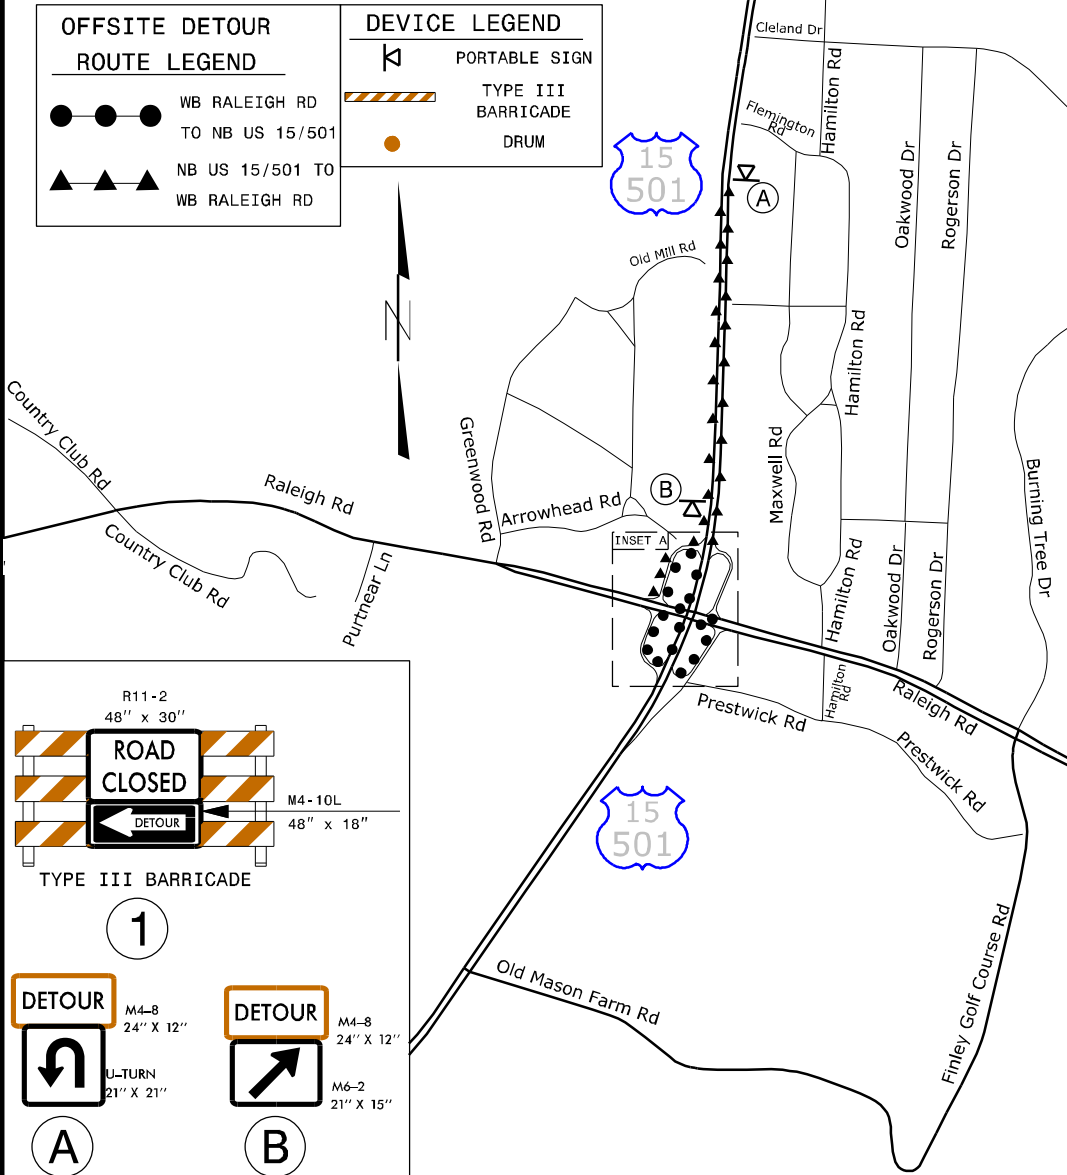 OFFSITE DETOUR
ROUTE LEGEND
WB RALEIGH RD
TO NB US 15/501
NB US 15/501 TO
WB RALEIGH RD
DEVICE LEGEND
PORTABLE SIGN
TYPE III
BARRICADE
DRUM
N
15
501
Cleland Dr
Hamilton Rd
Flemington
Rd
Oakwood Dr
Rogerson Dr
A
Old Mill Rd
Hamilton Rd
Country Club Rd
Raleigh Rd
Greenwood Rd
Arrowhead Rd
B
Maxwell Rd
Burning Tree Dr
INSET A
Country Club Rd
Purtnear Ln
Hamilton Rd
Oakwood Dr
Rogerson Dr
Hamilton
Rd
Raleigh Rd
Prestwick Rd
Prestwick Rd
15
501
Old Mason Farm Rd
Finley Golf Course Rd
R11-2
48" x 30"
ROAD
CLOSED
DETOUR
M4-10L
48" x 18"
TYPE III BARRICADE
1
DETOUR
M4-8
24" X 12"
U-TURN
21" X 21"
A
DETOUR
M4-8
24" X 12"
M6-2
21" X 15"
B